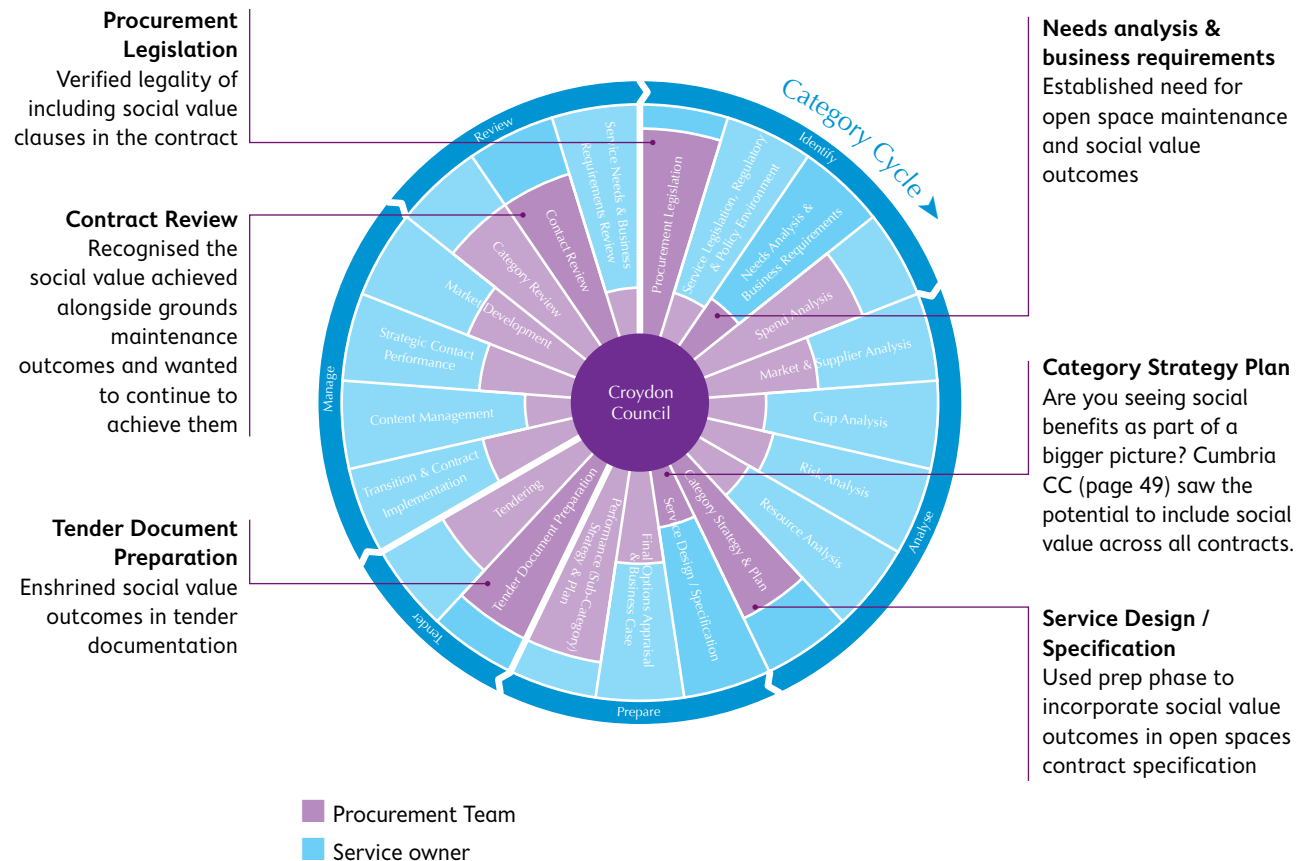 Procurement
Legislation
Verified legality of
including social value
clauses in the contract
Contract Review
Recognised the
social value achieved
alongside grounds
maintenance
outcomes and wanted
to continue to
achieve them
Tender Document
Preparation
Enshrined social value
outcomes in tender
documentation
Category Cycle
Identify
Analyse
Prepare
Tender
Manage
Review
Procurement Legislation
Service Legislation, Regulatory
& Policy Environment
Needs Analysis &
Business Requirements
Spend Analysis
Market & Supplier Analysis
Gap Analysis
Risk Analysis
Resource Analysis
Category Strategy & Plan
Service Design / Specification
Final Options Appraisal
& Business Case
Performance (Sub-Category)
Strategy & Plan
Tender Document Preparation
Tendering
Transition & Contract
Implementation
Content Management
Strategic Contact
Performance
Market Development
Category Review
Contact Review
Service Needs & Business
Requirements Review
Croydon
Council
Needs analysis &
business requirements
Established need for
open space maintenance
and social value
outcomes
Category Strategy Plan
Are you seeing social
benefits as part of a
bigger picture? Cumbria
CC (page 49) saw the
potential to include social
value across all contracts.
Service Design /
Specification
Used prep phase to
incorporate social value
outcomes in open spaces
contract specification
Procurement Team
Service owner